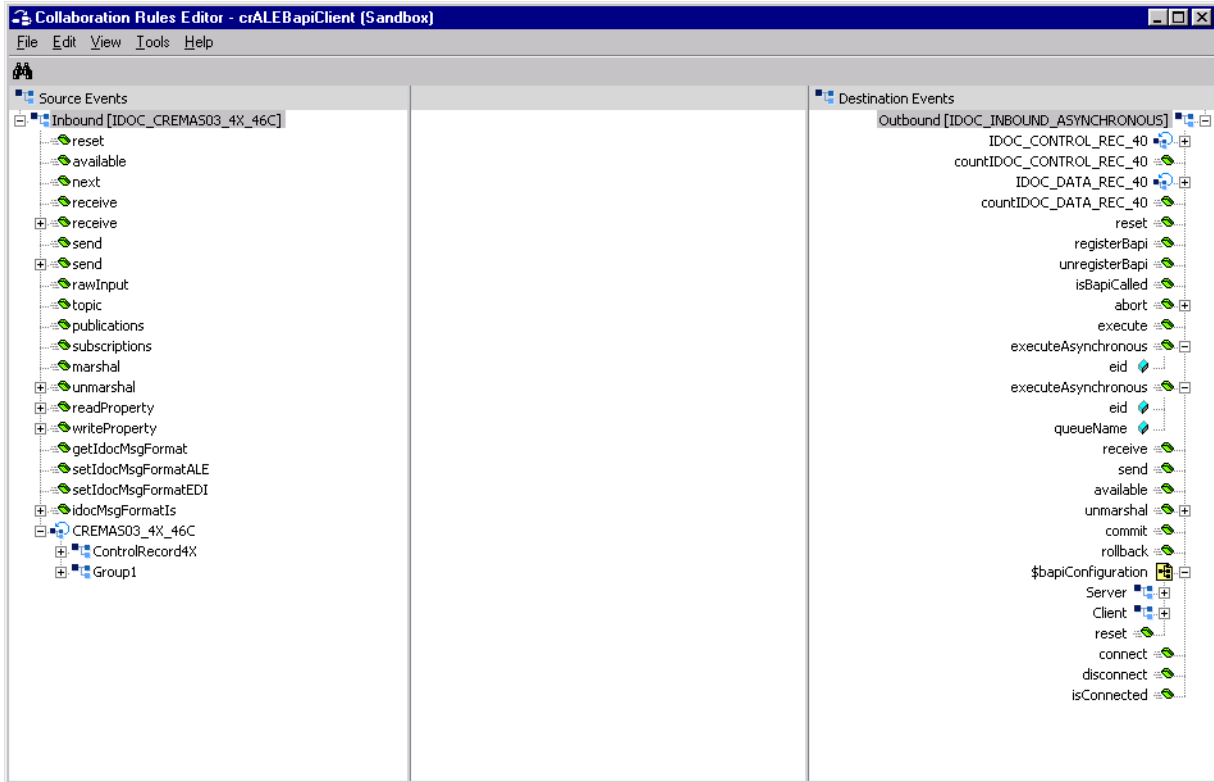 Collaboration Rules Editor - crALEBapiClient (Sandbox)
File Edit View Tools Help
Source Events
Inbound [IDOC_CREMAS03_4X_46C]
reset
available
next
receive
receive
send
send
rawInput
topic
publications
subscriptions
marshal
unmarshal
readProperty
writeProperty
getIdocMsgFormat
setIdocMsgFormatALE
setIdocMsgFormatEDI
idocMsgFormatIs
CREMAS03_4X_46C
ControlRecord4X
Group1
Destination Events
Outbound [IDOC_INBOUND_ASYNCHRONOUS]
IDOC_CONTROL_REC_40
countIDOC_CONTROL_REC_40
IDOC_DATA_REC_40
countIDOC_DATA_REC_40
reset
registerBapi
unregisterBapi
isBapiCalled
abort
execute
executeAsynchronous
eid
executeAsynchronous
eid
queueName
receive
send
available
unmarshal
commit
rollback
$bapiConfiguration
Server
Client
reset
connect
disconnect
isConnected